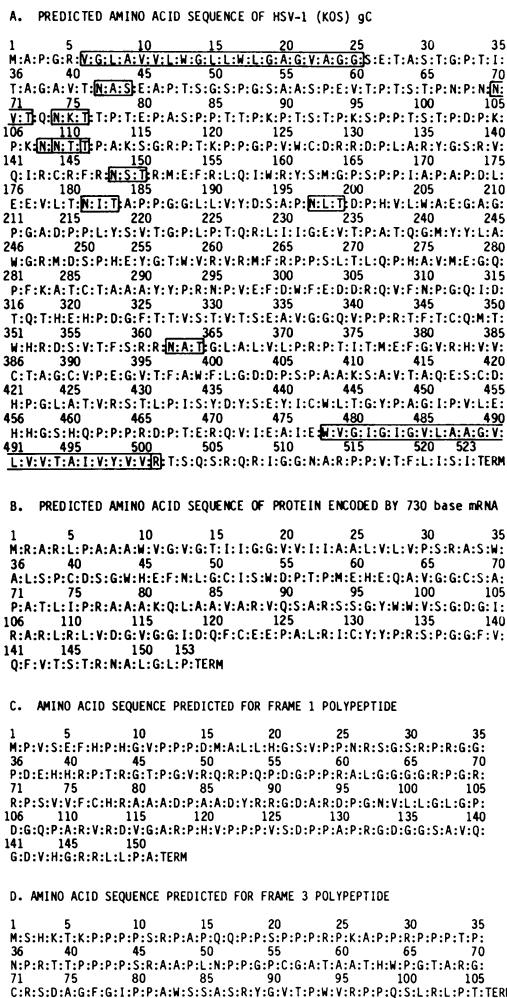 A. PREDICTED AMINO ACID SEQUENCE OF HSV-1 (KOS) gC
1 5 10 15 20 25 30 35
M:A:P:G:R:V:G:L:A:V:V:L:W:G:L:L:W:L:G:A:G:V:A:G:G:S:E:T:A:S:T:G:P:T:I:
36 40 45 50 55 60 65 70
T:A:G:A:V:T:N:A:S:E:A:P:T:S:G:S:P:G:S:A:A:S:P:E:V:T:P:T:S:T:P:N:P:N:N:
71 75 80 85 90 95 100 105
V:T:Q:N:K:T:T:P:T:E:P:A:S:P:P:T:T:P:K:P:T:S:T:P:K:S:P:P:T:S:T:P:D:P:K:
106 110 115 120 125 130 135 140
P:K:N:N:T:T:P:A:K:S:G:R:P:T:K:P:P:G:P:V:W:C:D:R:R:D:P:L:A:R:Y:G:S:R:V:
141 145 150 155 160 165 170 175
Q:I:R:C:R:F:R:N:S:T:R:M:E:F:R:L:Q:I:W:R:Y:S:M:G:P:S:P:P:I:A:P:A:P:D:L:
176 180 185 190 195 200 205 210
E:E:V:L:T:N:I:T:A:P:P:G:G:L:L:V:Y:D:S:A:P:N:L:T:D:P:H:V:L:W:A:E:G:A:G:
211 215 220 225 230 235 240 245
P:G:A:D:P:P:L:Y:S:V:T:G:P:L:P:T:Q:R:L:I:I:G:E:V:T:P:A:T:Q:G:M:Y:Y:L:A:
246 250 255 260 265 270 275 280
W:G:R:M:D:S:P:H:E:Y:G:T:W:V:R:V:R:M:F:R:P:P:S:L:T:L:Q:P:H:A:V:M:E:G:Q:
281 285 290 295 300 305 310 315
P:F:K:A:T:C:T:A:A:A:Y:Y:P:R:N:P:V:E:F:D:W:F:E:D:D:R:Q:V:F:N:P:G:Q:I:D:
316 320 325 330 335 340 345 350
T:Q:T:H:E:H:P:D:G:F:T:T:V:S:T:V:T:S:E:A:V:G:G:Q:V:P:P:R:T:F:T:C:Q:M:T:
351 355 360 365 370 375 380 385
W:H:R:D:S:V:T:F:S:R:R:N:A:T:G:L:A:L:V:L:P:R:P:T:I:T:M:E:F:G:V:R:H:V:V:
386 390 395 400 405 410 415 420
C:T:A:G:C:V:P:E:G:V:T:F:A:W:F:L:G:D:D:P:S:P:A:A:K:S:A:V:T:A:Q:E:S:C:D:
421 425 430 435 440 445 450 455
H:P:G:L:A:T:V:R:S:T:L:P:I:S:Y:D:Y:S:E:Y:I:C:W:L:T:G:Y:P:A:G:I:P:V:L:E:
456 460 465 470 475 480 485 490
H:H:G:S:H:Q:P:P:P:R:D:P:T:E:R:Q:V:I:E:A:I:E:W:V:G:I:G:I:G:V:L:A:A:G:V:
491 495 500 505 510 515 520 523
L:V:V:T:A:I:V:Y:V:V:R:T:S:Q:S:R:Q:R:I:G:G:N:A:R:P:P:V:T:F:L:I:S:I:TERM
B. PREDICTED AMINO ACID SEQUENCE OF PROTEIN ENCODED BY 730 base mRNA
1 5 10 15 20 25 30 35
M:R:A:R:L:P:A:A:A:W:V:G:V:G:T:I:I:G:G:V:V:I:I:A:A:L:V:L:V:P:S:R:A:S:W:
36 40 45 50 55 60 65 70
A:L:S:P:C:D:S:G:W:H:E:F:N:L:G:C:I:S:W:D:P:T:P:M:E:H:E:Q:A:V:G:G:C:S:A:
71 75 80 85 90 95 100 105
P:A:T:L:I:P:R:A:A:A:K:Q:L:A:A:V:A:R:V:Q:S:A:R:S:S:G:Y:W:W:V:S:G:D:G:I:
106 110 115 120 125 130 135 140
R:A:R:L:R:L:V:D:G:V:G:G:I:D:Q:F:C:E:E:P:A:L:R:I:C:Y:Y:P:R:S:P:G:G:F:V:
141 145 150 153
Q:F:V:T:S:T:R:N:A:L:G:L:P:TERM
C. AMINO ACID SEQUENCE PREDICTED FOR FRAME 1 POLYPEPTIDE
1 5 10 15 20 25 30 35
M:P:V:S:E:F:H:P:H:G:V:P:P:P:D:M:A:L:L:H:G:S:V:P:P:N:R:S:G:S:R:P:R:G:G:
36 40 45 50 55 60 65 70
P:D:E:H:H:R:P:T:R:G:T:P:G:V:R:Q:R:P:Q:P:D:G:P:P:R:A:L:G:G:G:G:R:P:G:R:
71 75 80 85 90 95 100 105
R:P:S:V:V:F:C:H:R:A:A:A:D:P:A:A:D:Y:R:R:G:D:A:R:D:P:G:N:V:L:L:G:L:G:P:
106 110 115 120 125 130 135 140
D:G:Q:P:A:R:V:R:D:V:G:A:R:P:H:V:P:P:P:V:S:D:P:P:A:P:R:G:D:G:G:S:A:V:Q:
141 145 150
G:D:V:H:G:R:R:L:L:P:A:TERM
D. AMINO ACID SEQUENCE PREDICTED FOR FRAME 3 POLYPEPTIDE
1 5 10 15 20 25 30 35
M:S:H:K:T:K:P:P:P:P:S:R:P:A:P:Q:Q:P:P:S:S:P:P:P:R:P:K:A:P:P:R:P:P:P:T:P:
36 40 45 50 55 60 65 70
N:P:R:T:T:P:P:P:P:S:R:A:A:P:L:N:P:P:G:P:C:G:A:T:A:A:T:H:W:P:G:T:A:R:G:
71 75 80 85 90 95 100
C:R:S:D:A:G:F:G:I:P:P:A:W:S:S:A:S:R:Y:G:V:T:P:W:V:R:P:P:Q:S:L:R:L:P:T:TERM